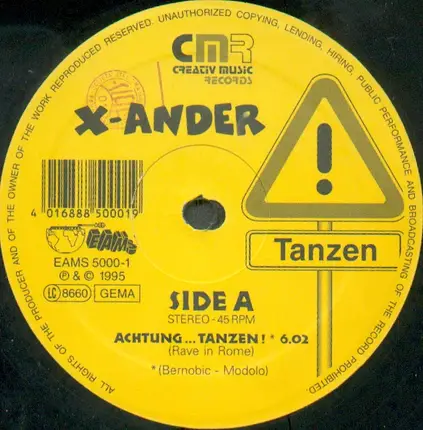 ALL RIGHTS OF THE PRODUCER AND OF THE OWNER OF THE WORK REPRODUCED RESERVED. UNAUTHORIZED COPYING, LENDING, HIRING, PUBLIC PERFORMANCE AND BROADCASTING OF THE RECORD PROHIBITED.
CMR
CREATIV MUSIC
RECORDS
X-ANDER
!
4 016888 500019
EAMS
EAMS 5000-1
℗ & © 1995
LC 8660 GEMA
Tanzen
SIDE A
STEREO - 45 RPM
ACHTUNG ... TANZEN! * 6.02
(Rave in Rome)
*(Bernobic - Modolo)